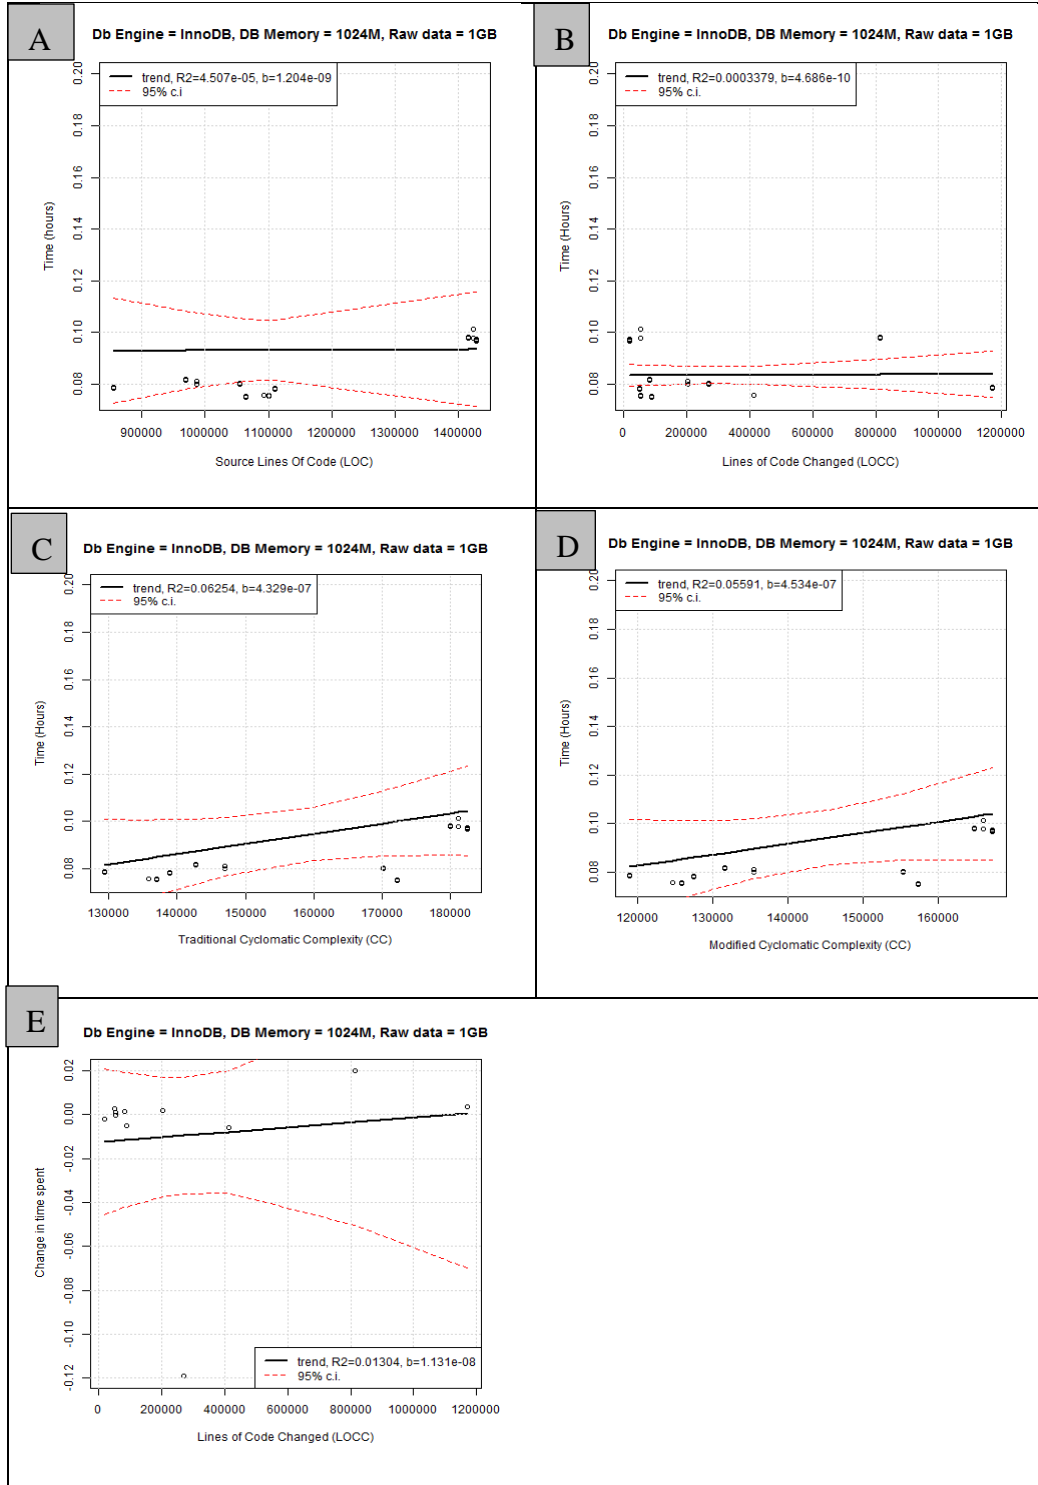 A
Db Engine = InnoDB, DB Memory = 1024M, Raw data = 1GB
trend, R2=4.507e-05, b=1.204e-09
95% c.i
0.20
0.18
0.16
0.14
0.12
0.10
0.08
Time (hours)
900000 1000000 1100000 1200000 1300000 1400000
Source Lines Of Code (LOC)
B
Db Engine = InnoDB, DB Memory = 1024M, Raw data = 1GB
trend, R2=0.0003379, b=4.686e-10
95% c.i.
0.20
0.18
0.16
0.14
0.12
0.10
0.08
Time (Hours)
0 200000 400000 600000 800000 1000000 1200000
Lines of Code Changed (LOCC)
C
Db Engine = InnoDB, DB Memory = 1024M, Raw data = 1GB
trend, R2=0.06254, b=4.329e-07
95% c.i.
0.20
0.18
0.16
0.14
0.12
0.10
0.08
Time (Hours)
130000 140000 150000 160000 170000 180000
Traditional Cyclomatic Complexity (CC)
D
Db Engine = InnoDB, DB Memory = 1024M, Raw data = 1GB
trend, R2=0.05591, b=4.534e-07
95% c.i.
0.20
0.18
0.16
0.14
0.12
0.10
0.08
Time (Hours)
120000 130000 140000 150000 160000
Modified Cyclomatic Complexity (CC)
E
Db Engine = InnoDB, DB Memory = 1024M, Raw data = 1GB
0.02
0.00
-0.02
-0.04
-0.06
-0.08
-0.10
-0.12
Change in time spent
trend, R2=0.01304, b=1.131e-08
95% c.i.
0 200000 400000 600000 800000 1000000 1200000
Lines of Code Changed (LOCC)